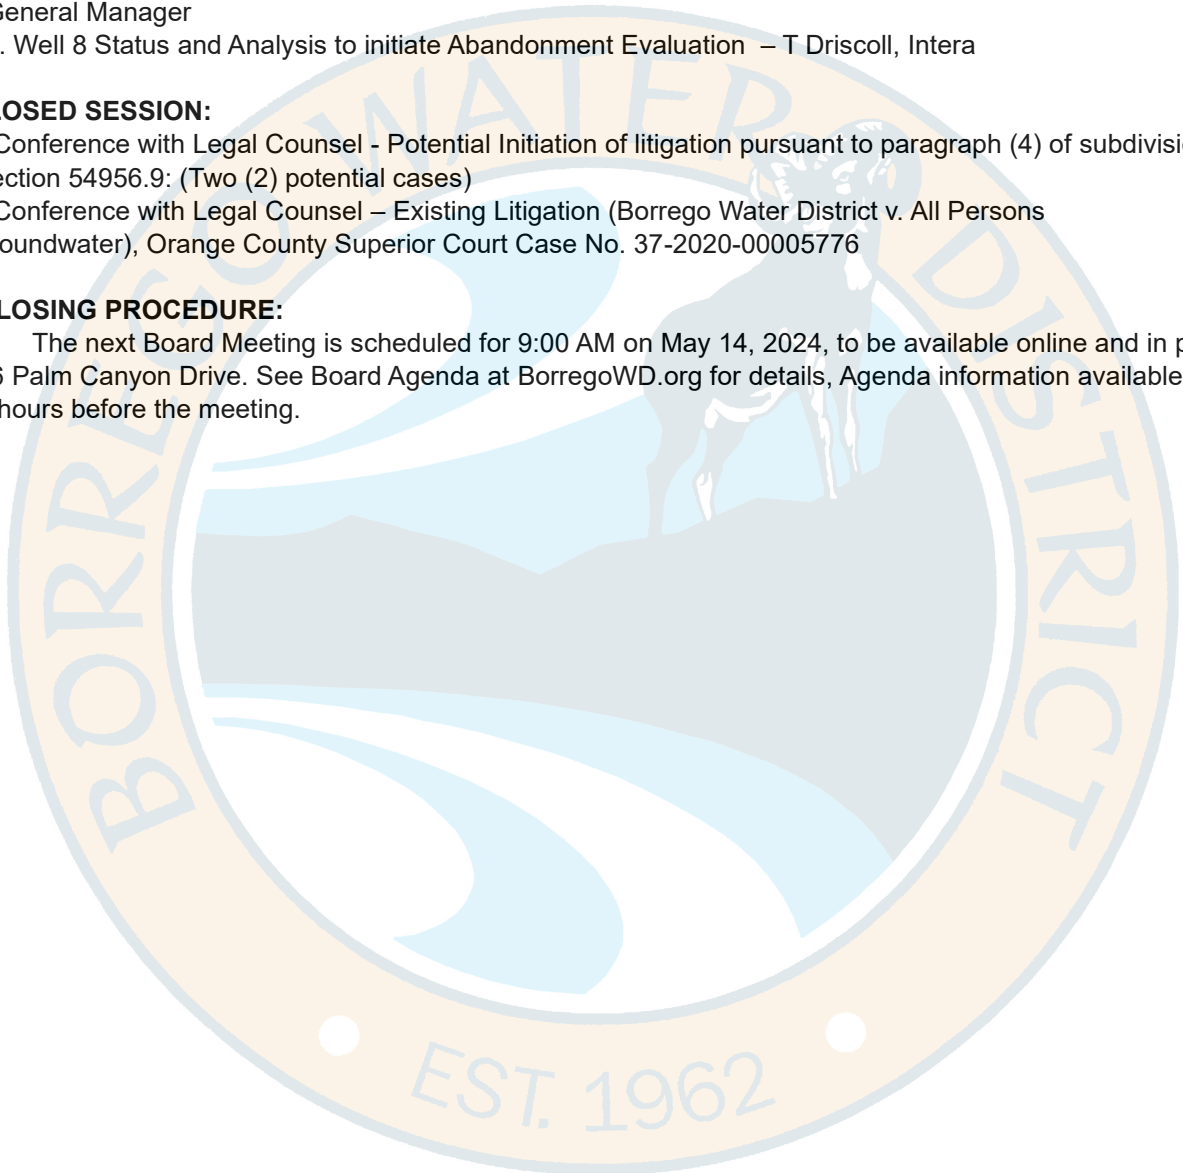 General Manager
. Well 8 Status and Analysis to initiate Abandonment Evaluation – T Driscoll, Intera
LOSED SESSION:
Conference with Legal Counsel - Potential Initiation of litigation pursuant to paragraph (4) of subdivisi
ection 54956.9: (Two (2) potential cases)
Conference with Legal Counsel – Existing Litigation (Borrego Water District v. All Persons
oundwater), Orange County Superior Court Case No. 37-2020-00005776
LOSING PROCEDURE:
The next Board Meeting is scheduled for 9:00 AM on May 14, 2024, to be available online and in p
6 Palm Canyon Drive. See Board Agenda at BorregoWD.org for details, Agenda information available
hours before the meeting.
BORREGO WATER DISTRICT
EST. 1962